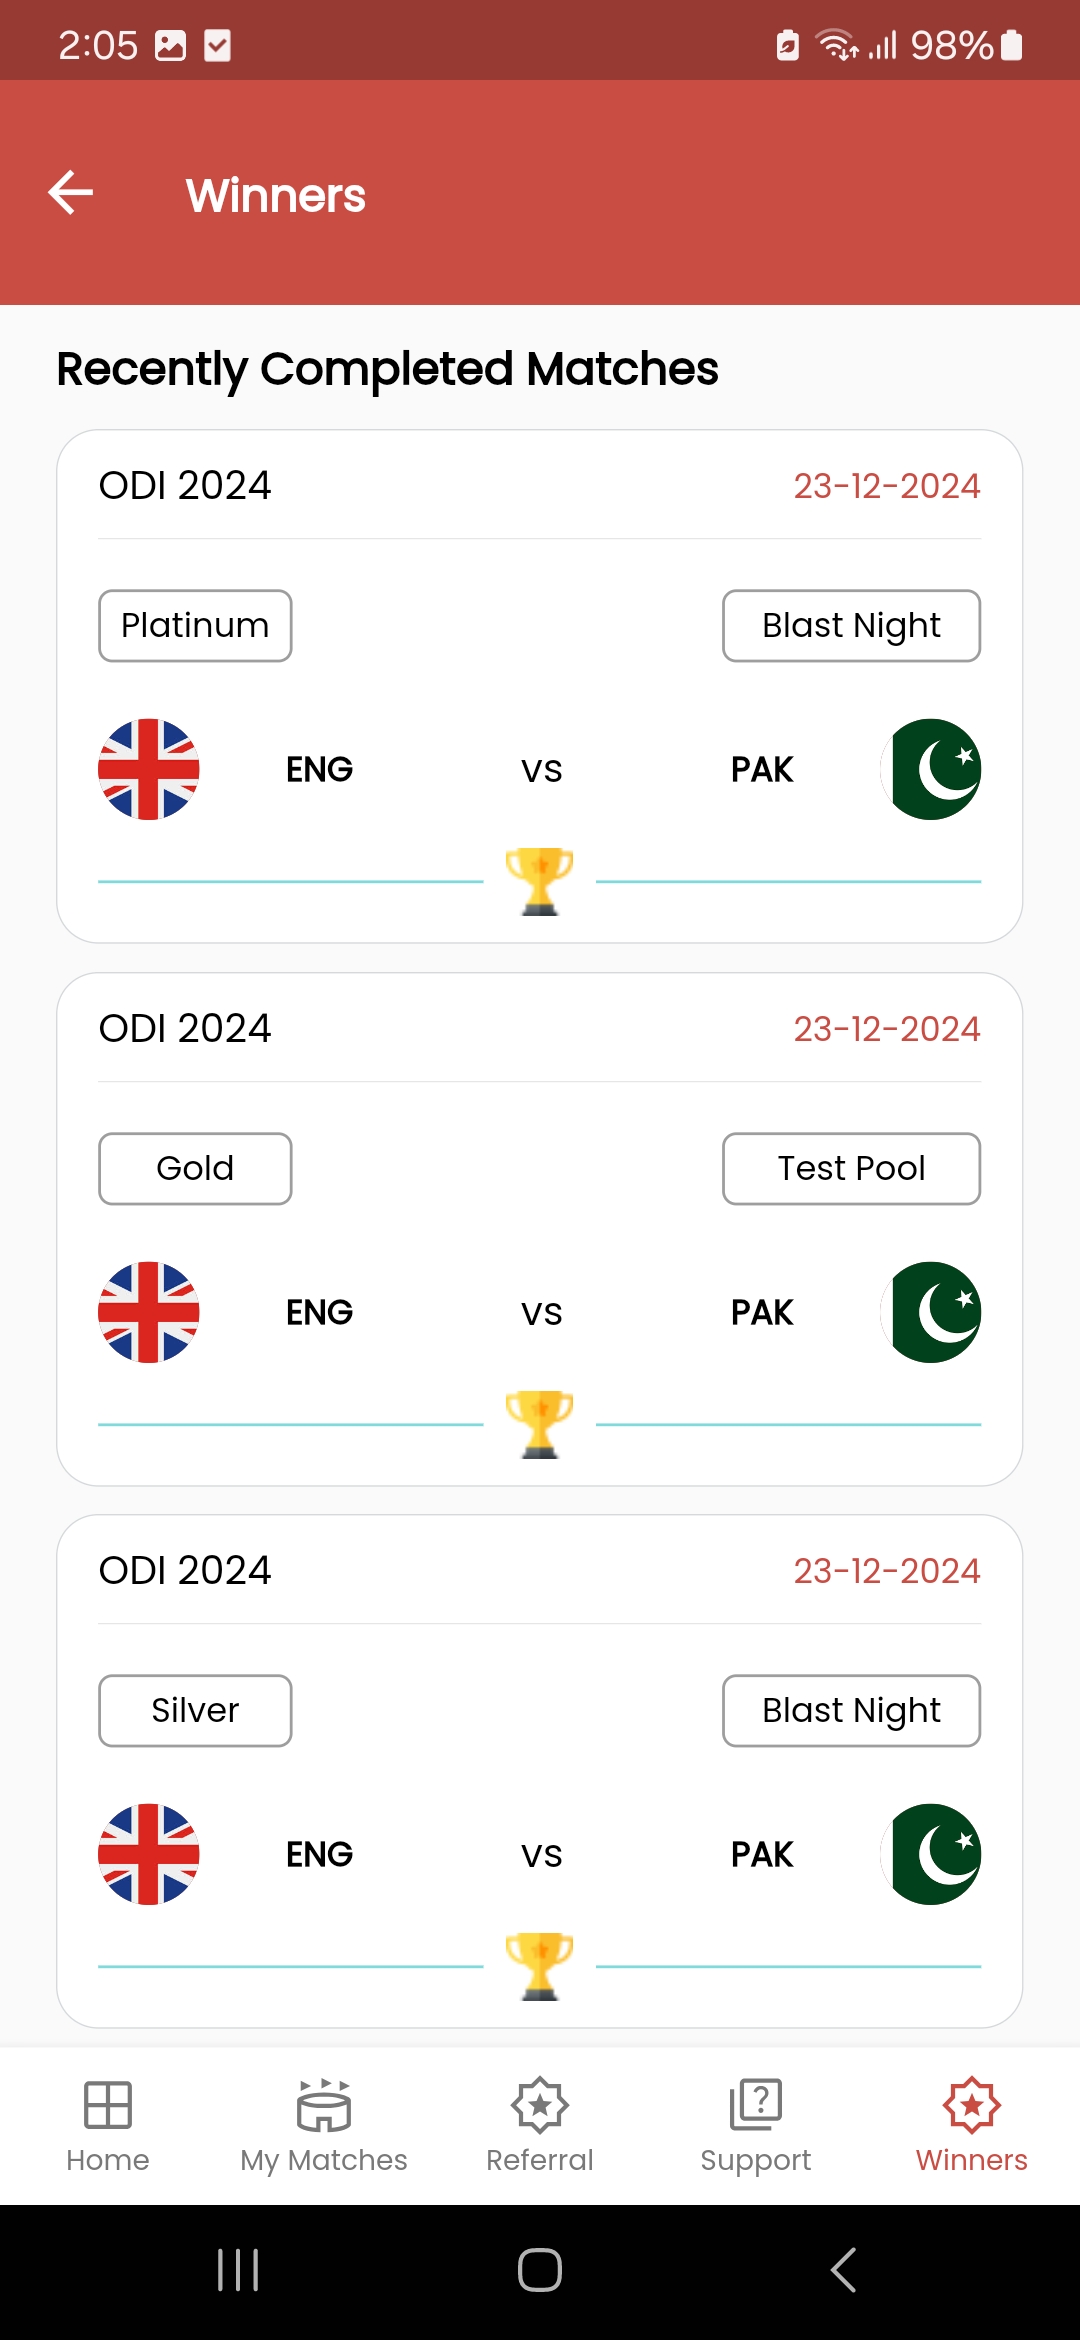 2:05 98%
Winners
Recently Completed Matches
ODI 2024 23-12-2024
Platinum Blast Night
ENG vs PAK
ODI 2024 23-12-2024
Gold Test Pool
ENG vs PAK
ODI 2024 23-12-2024
Silver Blast Night
ENG vs PAK
Home My Matches Referral Support Winners